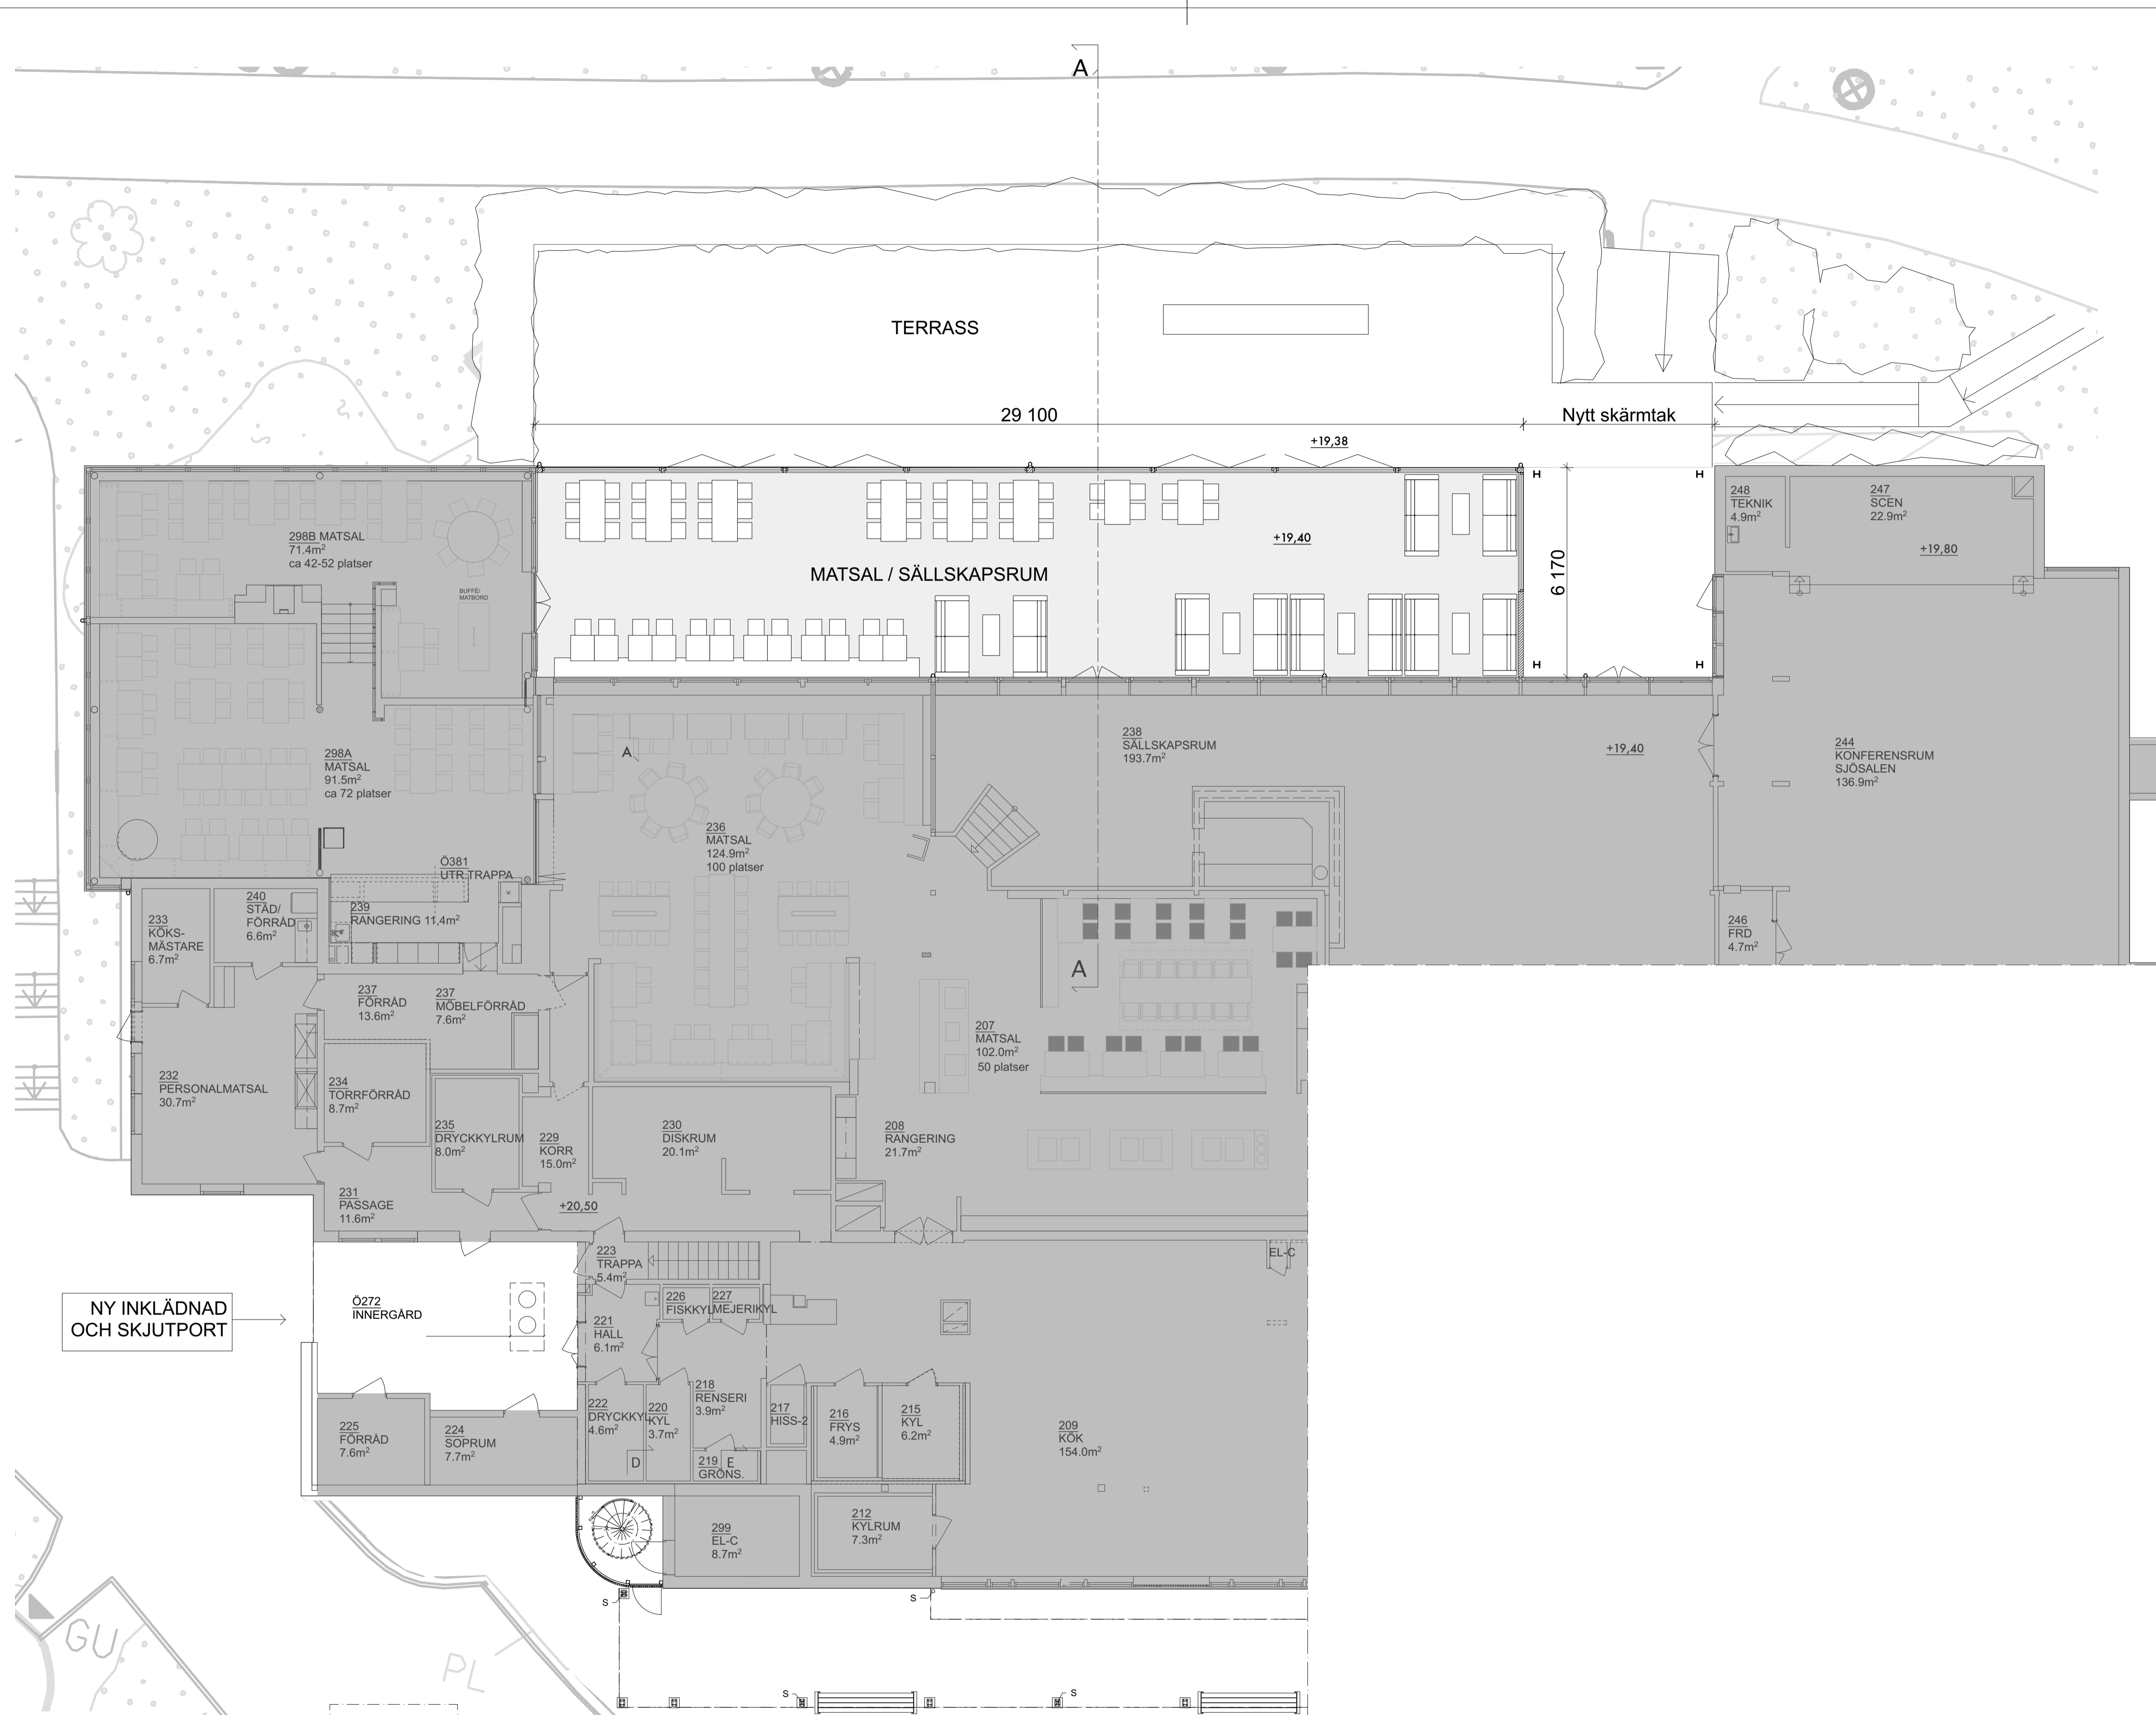 A
TERRASS
29 100
Nytt skärmtak
+19,38
248
TEKNIK
4.9m²
247
SCEN
22.9m²
+19,80
298B MATSAL
71.4m²
ca 42-52 platser
+19,40
MATSAL / SÄLLSKAPSRUM
6 170
BUFFÉ/
MATBORD
238
SÄLLSKAPSRUM
193.7m²
+19,40
244
KONFERENSRUM
SJÖSALEN
136.9m²
A
298A
MATSAL
91.5m²
ca 72 platser
236
MATSAL
124.9m²
100 platser
Ö381
UTR.TRAPPA
233
KÖKS-
MÄSTARE
6.7m²
240
STÄD/
FÖRRÅD
6.6m²
239
RANGERING 11,4m²
246
FRD
4.7m²
A
237
FÖRRÅD
13.6m²
237
MÖBELFÖRRÅD
7.6m²
207
MATSAL
102.0m²
50 platser
232
PERSONALMATSAL
30.7m²
234
TORRFÖRRÅD
8.7m²
235
DRYCKKYLRUM
8.0m²
229
KORR
15.0m²
230
DISKRUM
20.1m²
208
RANGERING
21.7m²
231
PASSAGE
11.6m²
+20,50
223
TRAPPA
5.4m²
EL-C
NY INKLÄDNAD
OCH SKJUTPORT
Ö272
INNERGÅRD
226
FISKKYL
227
MEJERIKYL
221
HALL
6.1m²
222
DRYCKKYL
4.6m²
220
KYL
3.7m²
218
RENSERI
3.9m²
217
HISS-2
216
FRYS
4.9m²
215
KYL
6.2m²
209
KÖK
154.0m²
225
FÖRRÅD
7.6m²
224
SOPRUM
7.7m²
D
219
GRÖNS.
E
299
EL-C
8.7m²
212
KYLRUM
7.3m²
S
S
GU
PL
S
S